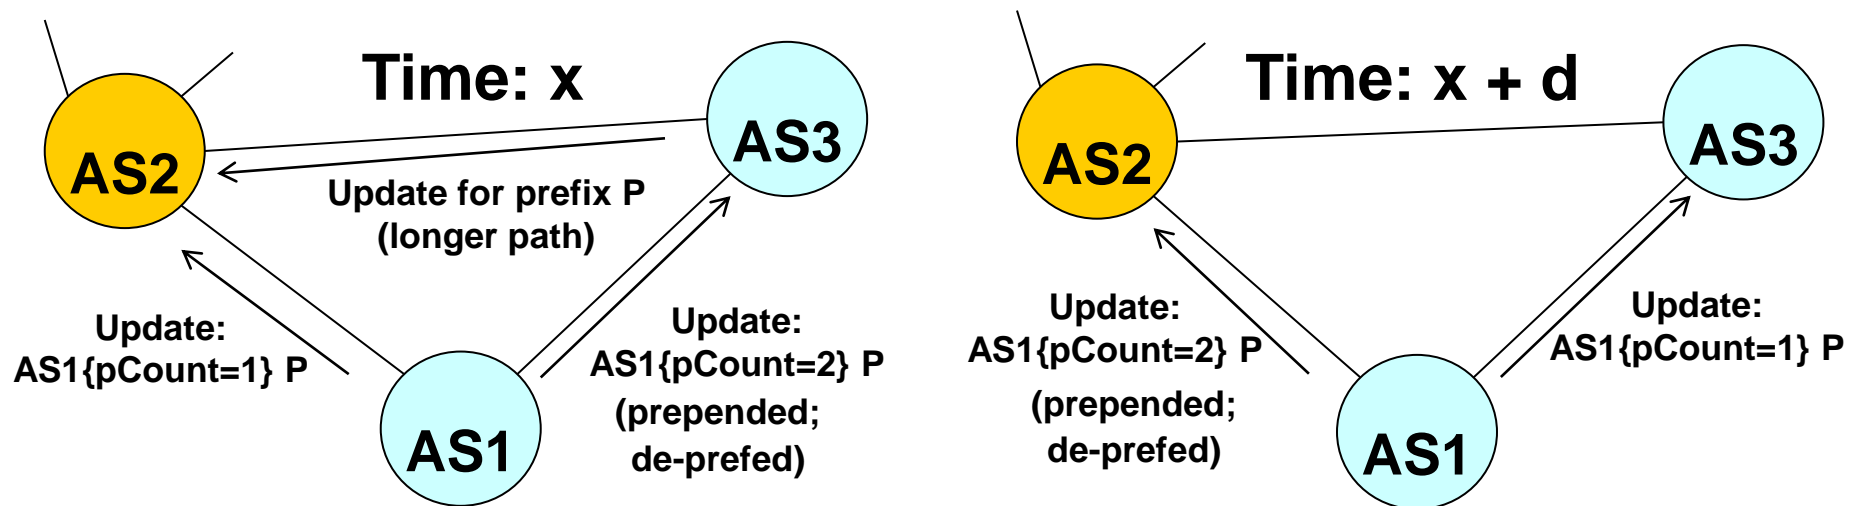 Time: x
AS2
AS3
Update for prefix P
(longer path)
Update:
AS1{pCount=1} P
Update:
AS1{pCount=2} P
(prepended;
de-prefed)
AS1
Time: x + d
AS2
AS3
Update:
AS1{pCount=2} P
(prepended;
de-prefed)
Update:
AS1{pCount=1} P
AS1